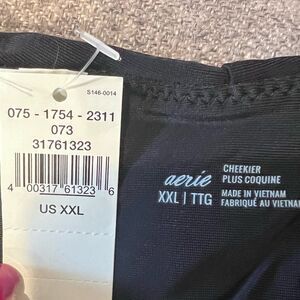 S146-0014
075 - 1754 - 2311
073
31761323
4 00317 61323 6
US XXL
aerie
XXL | TTG
CHEEKIER
PLUS COQUINE
MADE IN VIETNAM
FABRIQUÉ AU VIETNAM